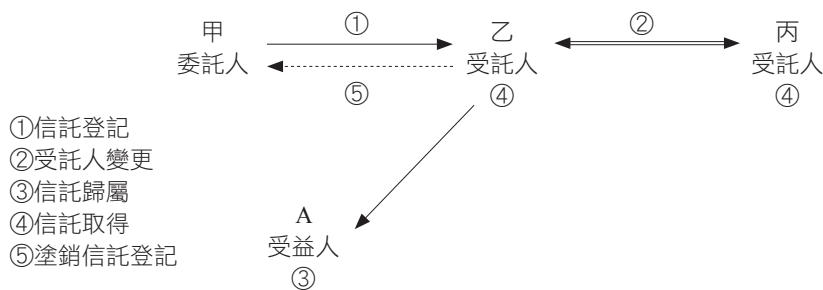 甲
委託人
①
⑤
乙
受託人
④
②
丙
受託人
④
①信託登記
②受託人變更
③信託歸屬
④信託取得
⑤塗銷信託登記
A
受益人
③